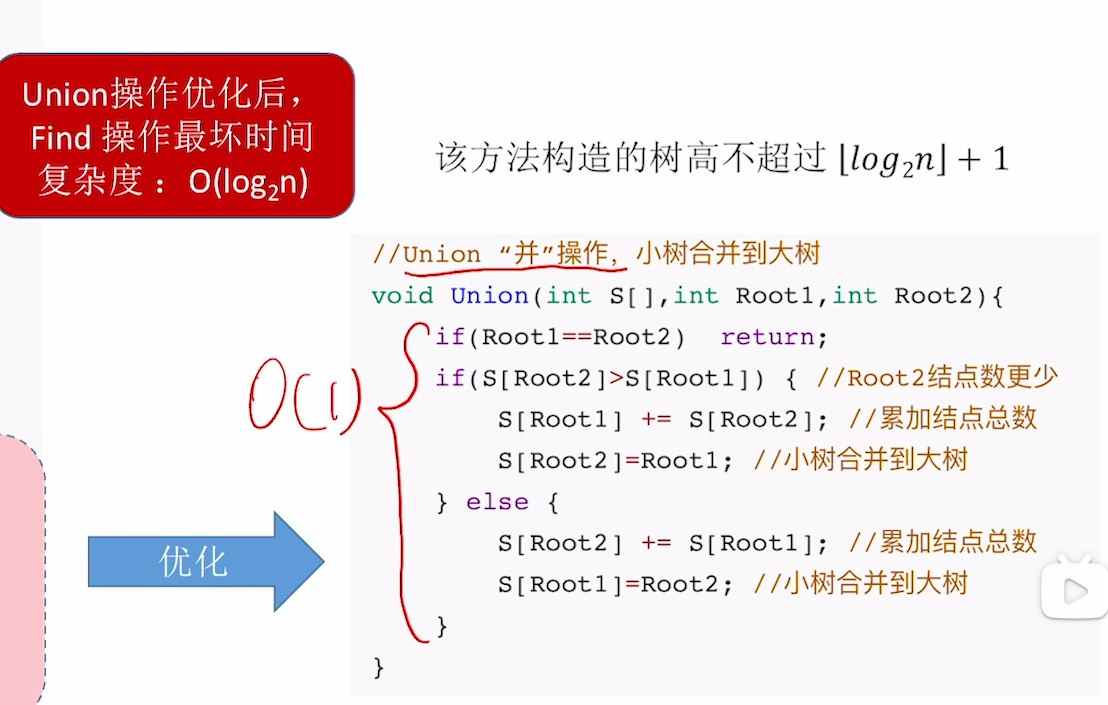 Union操作优化后，
Find 操作最坏时间
复杂度： O(log₂n)
该方法构造的树高不超过 ⌊log₂n⌋ + 1
//Union “并”操作，小树合并到大树
void Union(int S[],int Root1,int Root2){
if(Root1==Root2) return;
if(S[Root2]>S[Root1]) { //Root2结点数更少
S[Root1] += S[Root2]; //累加结点总数
S[Root2]=Root1; //小树合并到大树
} else {
S[Root2] += S[Root1]; //累加结点总数
S[Root1]=Root2; //小树合并到大树
}
}
O(1)
优化